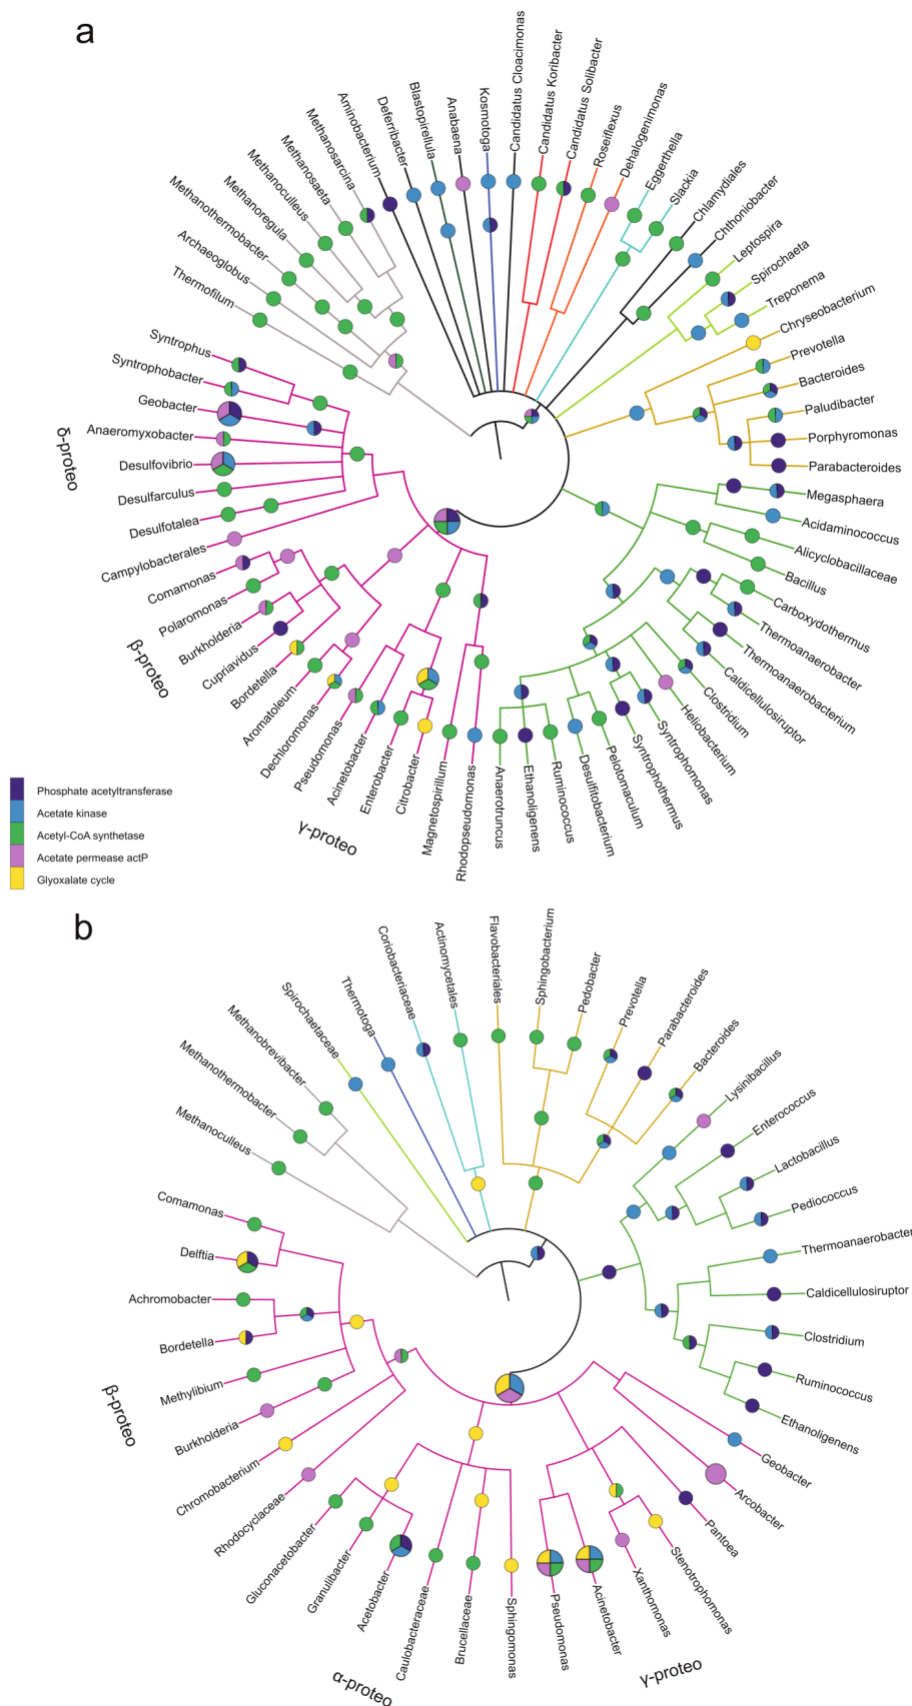 a
Methanosarcina
Aminobacterium
Deferribacter
Blastopirellula
Anabaena
Kosmotoga
Candidatus Cloacimonas
Candidatus Koribacter
Candidatus Solibacter
Roseiflexus
Dehalogenimonas
Eggerthella
Slackia
Chlamydiales
Chthoniobacter
Leptospira
Spirochaeta
Treponema
Chryseobacterium
Prevotella
Bacteroides
Paludibacter
Porphyromonas
Parabacteroides
Megasphaera
Acidaminococcus
Alicyclobacillaceae
Bacillus
Carboxydothermus
Thermoanaerobacter
Thermoanaerobacterium
Caldicellulosiruptor
Clostridium
Heliobacterium
Syntrophomonas
Syntrophothermus
Pelotomaculum
Desulfitobacterium
Ruminococcus
Ethanoligenens
Anaerotruncus
Rhodopseudomonas
Magnetospirillum
Citrobacter
Enterobacter
Acinetobacter
Pseudomonas
Dechloromonas
Aromatoleum
Bordetella
Cupriavidus
Burkholderia
Polaromonas
Comamonas
Campylobacterales
Desulfotalea
Desulfarculus
Desulfovibrio
Anaeromyxobacter
Geobacter
Syntrophobacter
Syntrophus
Thermofilum
Archaeoglobus
Methanothermobacter
Methanoregula
Methanoculleus
Methanosaeta
δ-proteo
β-proteo
γ-proteo
Phosphate acetyltransferase
Acetate kinase
Acetyl-CoA synthetase
Acetate permease actP
Glyoxalate cycle
b
Methanoculleus
Methanothermobacter
Methanobrevibacter
Spirochaetaceae
Thermotoga
Coriobacteriaceae
Actinomycetales
Flavobacteriales
Sphingobacterium
Pedobacter
Prevotella
Parabacteroides
Bacteroides
Lysinibacillus
Enterococcus
Lactobacillus
Pediococcus
Thermoanaerobacter
Caldicellulosiruptor
Clostridium
Ruminococcus
Ethanoligenens
Geobacter
Arcobacter
Pantoea
Stenotrophomonas
Xanthomonas
Acinetobacter
Pseudomonas
Sphingomonas
Brucellaceae
Caulobacteraceae
Acetobacter
Granulibacter
Gluconacetobacter
Rhodocyclaceae
Chromobacterium
Burkholderia
Methylibium
Bordetella
Achromobacter
Delftia
Comamonas
β-proteo
α-proteo
γ-proteo